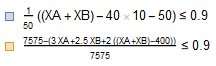 1/50 ((XA + XB) − 40 × 10 − 50) ≤ 0.9
7575−(3 XA+2.5 XB+2 ((XA+XB)−400))/7575 ≤ 0.9